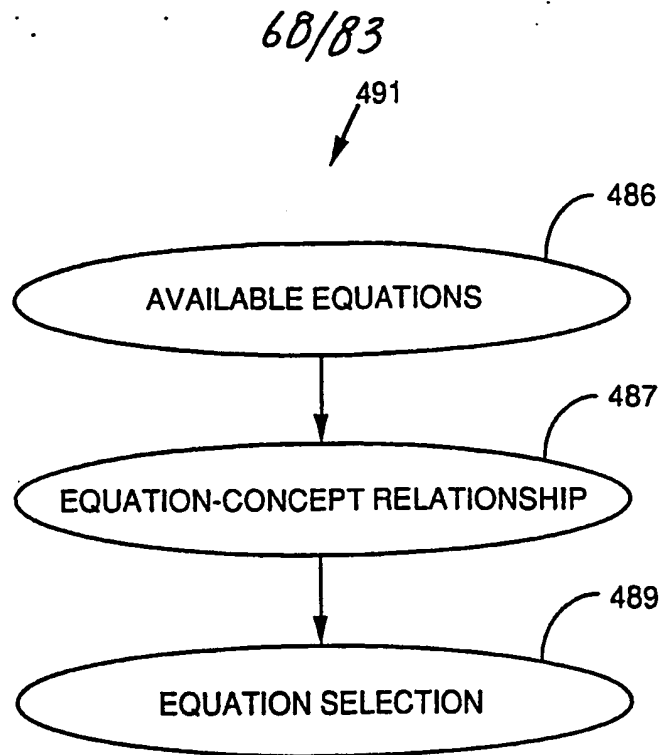 68/83
491
486
AVAILABLE EQUATIONS
487
EQUATION-CONCEPT RELATIONSHIP
489
EQUATION SELECTION